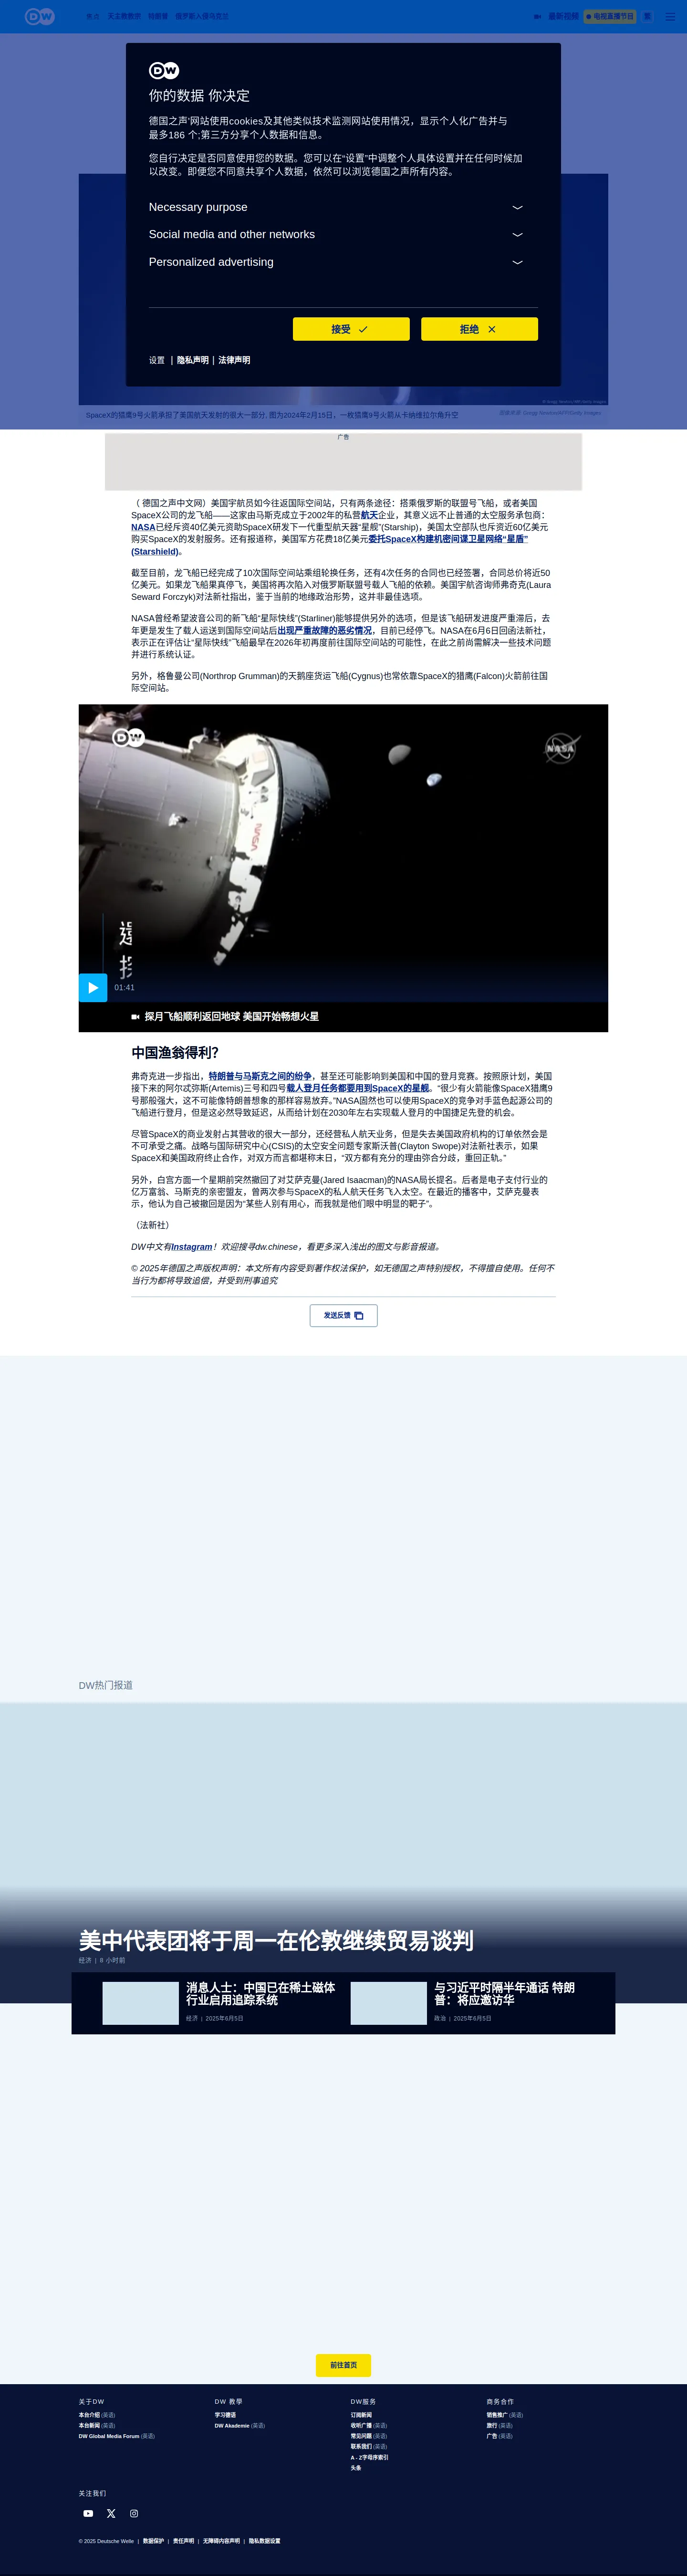 DW
焦点
天主教教宗
特朗普
俄罗斯入侵乌克兰
最新视频
电视直播节目
DW
你的数据 你决定
德国之声'网站使用cookies及其他类似技术监测网站使用情况，显示个人化广告并与
最多186 个;第三方分享个人数据和信息。
您自行决定是否同意使用您的数据。您可以在“设置”中调整个人具体设置并在任何时候加
以改变。即便您不同意共享个人数据，依然可以浏览德国之声所有内容。
Necessary purpose
Social media and other networks
Personalized advertising
接受
拒绝
设置 | 隐私声明 | 法律声明
SpaceX的猎鹰9号火箭承担了美国航天发射的很大一部分, 图为2024年2月15日，一枚猎鹰9号火箭从卡纳维拉尔角升空
广告
（ 德国之声中文网）美国宇航员如今往返国际空间站，只有两条途径：搭乘俄罗斯的联盟号飞船，或者美国
SpaceX公司的龙飞船——这家由马斯克成立于2002年的私营航天企业，其意义远不止普通的太空服务承包商：
NASA已经斥资40亿美元资助SpaceX研发下一代重型航天器“星舰”(Starship)，美国太空部队也斥资近60亿美元
购买SpaceX的发射服务。还有报道称，美国军方花费18亿美元委托SpaceX构建机密间谍卫星网络“星盾”
(Starshield)。
截至目前，龙飞船已经完成了10次国际空间站乘组轮换任务，还有4次任务的合同也已经签署，合同总价将近50
亿美元。如果龙飞船果真停飞，美国将再次陷入对俄罗斯联盟号载人飞船的依赖。美国宇航咨询师弗奇克(Laura
Seward Forczyk)对法新社指出，鉴于当前的地缘政治形势，这并非最佳选项。
NASA曾经希望波音公司的新飞船“星际快线”(Starliner)能够提供另外的选项，但是该飞船研发进度严重滞后，去
年更是发生了载人运送到国际空间站后出现严重故障的恶劣情况，目前已经停飞。NASA在6月6日回函法新社，
表示正在评估让“星际快线”飞船最早在2026年初再度前往国际空间站的可能性，在此之前尚需解决一些技术问题
并进行系统认证。
另外，格鲁曼公司(Northrop Grumman)的天鹅座货运飞船(Cygnus)也常依靠SpaceX的猎鹰(Falcon)火箭前往国
际空间站。
DW
NASA
NASA
01:41
探月飞船顺利返回地球 美国开始畅想火星
中国渔翁得利？
弗奇克进一步指出，特朗普与马斯克之间的纷争，甚至还可能影响到美国和中国的登月竞赛。按照原计划，美国
接下来的阿尔忒弥斯(Artemis)三号和四号载人登月任务都要用到SpaceX的星舰。“很少有火箭能像SpaceX猎鹰9
号那般强大，这不可能像特朗普想象的那样容易放弃。”NASA固然也可以使用SpaceX的竞争对手蓝色起源公司的
飞船进行登月，但是这必然导致延迟，从而给计划在2030年左右实现载人登月的中国捷足先登的机会。
尽管SpaceX的商业发射占其营收的很大一部分，还经营私人航天业务，但是失去美国政府机构的订单依然会是
不可承受之痛。战略与国际研究中心(CSIS)的太空安全问题专家斯沃普(Clayton Swope)对法新社表示，如果
SpaceX和美国政府终止合作，对双方而言都堪称末日，“双方都有充分的理由弥合分歧，重回正轨。”
另外，白宫方面一个星期前突然撤回了对艾萨克曼(Jared Isaacman)的NASA局长提名。后者是电子支付行业的
亿万富翁、马斯克的亲密盟友，曾两次参与SpaceX的私人航天任务飞入太空。在最近的播客中，艾萨克曼表
示，他认为自己被撤回是因为“某些人别有用心，而我就是他们眼中明显的靶子”。
（法新社）
DW中文有Instagram！欢迎搜寻dw.chinese，看更多深入浅出的图文与影音报道。
© 2025年德国之声版权声明：本文所有内容受到著作权法保护，如无德国之声特别授权，不得擅自使用。任何不
当行为都将导致追偿，并受到刑事追究
发送反馈
DW热门报道
美中代表团将于周一在伦敦继续贸易谈判
经济 | 8 小时前
消息人士：中国已在稀土磁体
行业启用追踪系统
经济 | 2025年6月5日
与习近平时隔半年通话 特朗
普：将应邀访华
政治 | 2025年6月5日
前往首页
关于DW
本台介绍 (英语)
本台新闻 (英语)
DW Global Media Forum (英语)
DW 教學
学习德语
DW Akademie (英语)
DW服务
订阅新闻
收听广播 (英语)
常见问题 (英语)
联系我们 (英语)
A - Z字母序索引
头条
商务合作
销售推广 (英语)
旅行 (英语)
广告 (英语)
关注我们
© 2025 Deutsche Welle | 数据保护 | 责任声明 | 无障碍内容声明 | 隐私数据设置